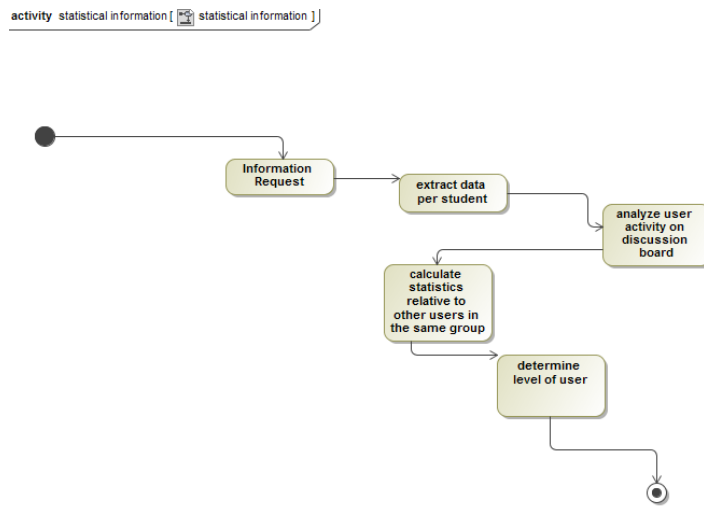 activity statistical information [ statistical information ]
Information
Request
extract data
per student
analyze user
activity on
discussion
board
calculate
statistics
relative to
other users in
the same group
determine
level of user